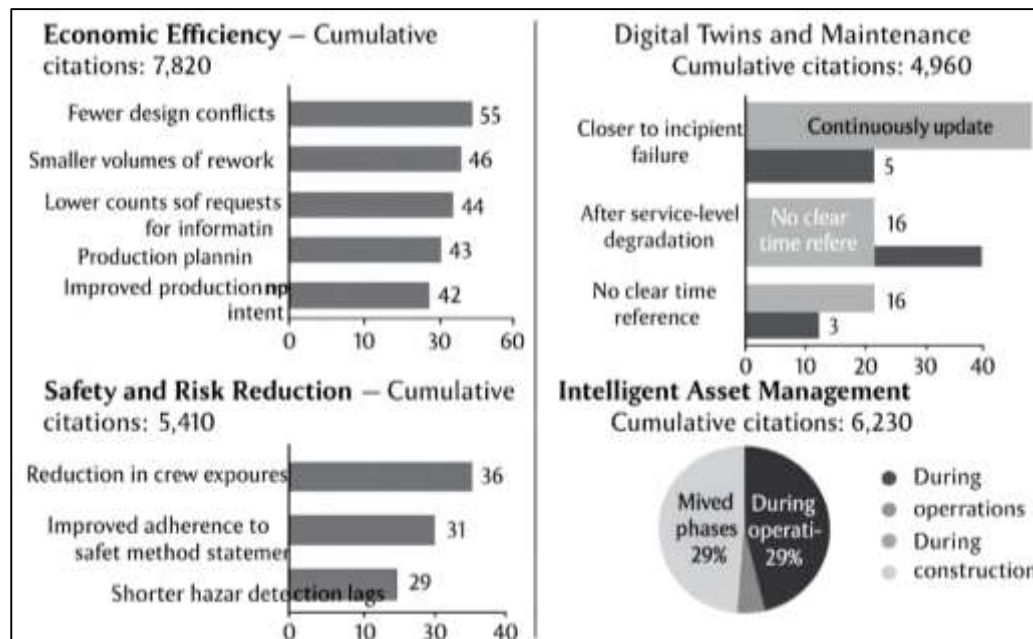 Economic Efficiency – Cumulative
citations: 7,820
Fewer design conflicts
55
Smaller volumes of rework
46
Lower counts sof requests
for informatin
44
Production plannin
43
Improved production np
intent
42
0 10 30 60
Safety and Risk Reduction – Cumulative
citations: 5,410
Reduction in crew expoures
36
Improved adherence to
safet method statemer
31
Shorter hazar detection lags
29
0 10 30 40
Digital Twins and Maintenance
Cumulative citations: 4,960
Closer to incipient
failure
Continuously update
5
After service-level
degradation
No clear
time refere
16
No clear time
reference
16
3
0 10 20 30 40
Intelligent Asset Management
Cumulative citations: 6,230
Mived
phases
29%
During
operati-
29%
During
operrations
During
construction